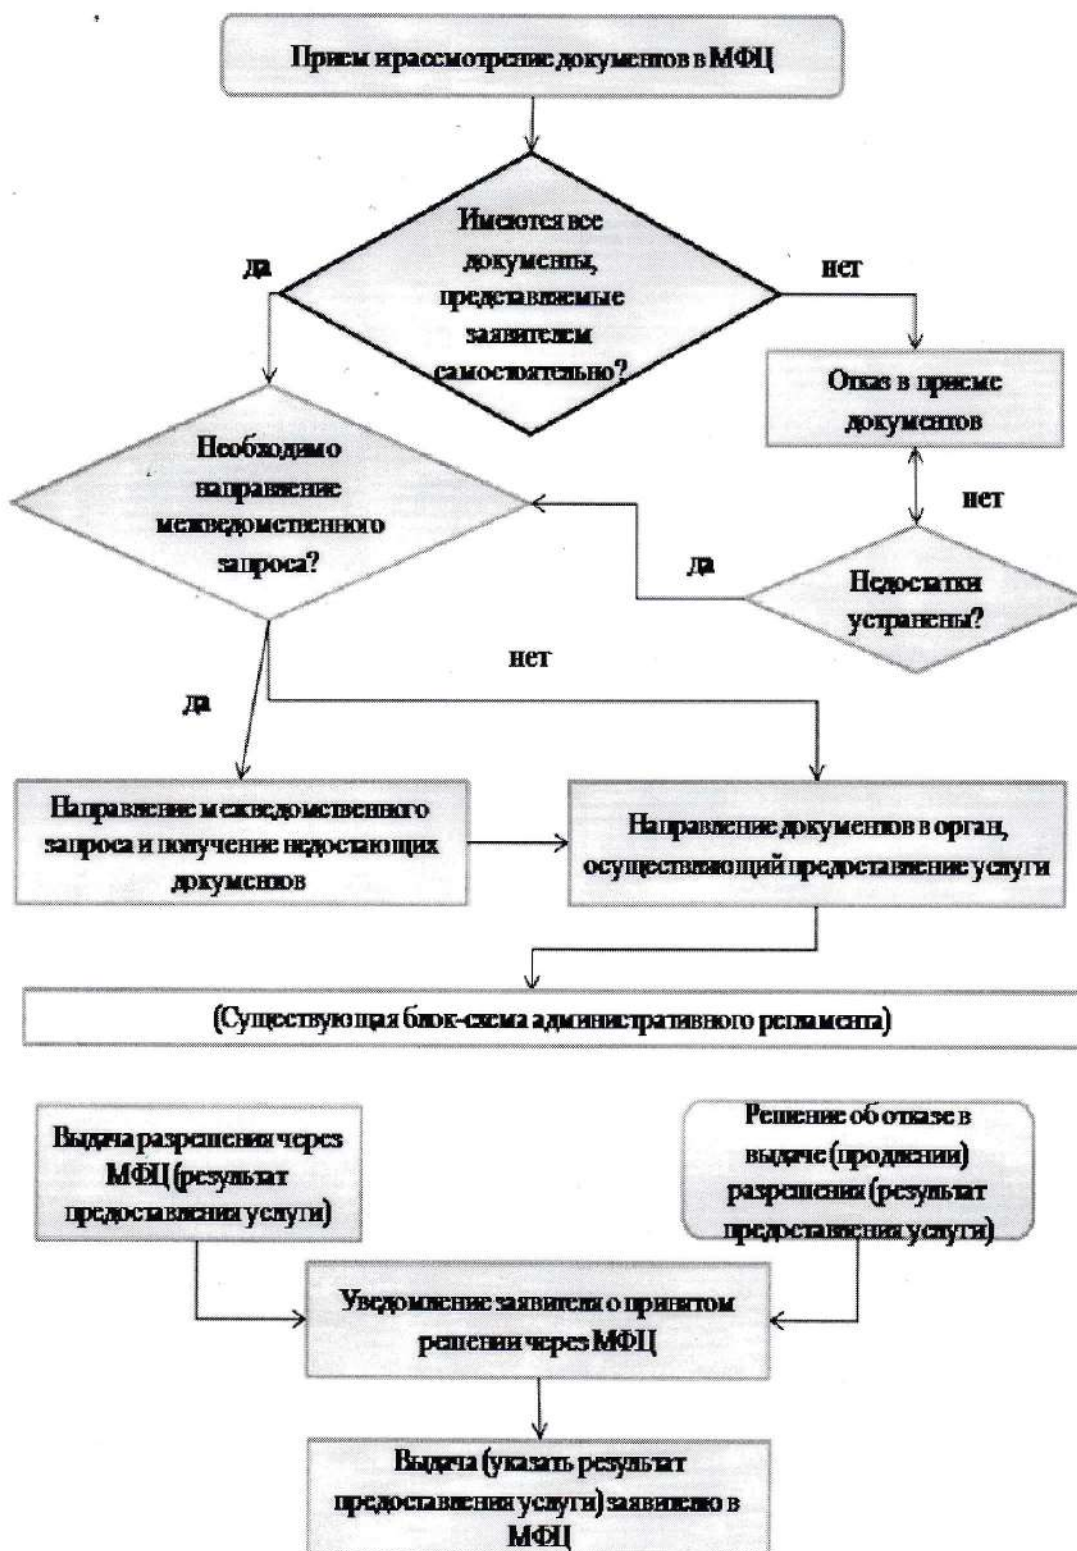 Прием и рассмотрение документов в МФЦ
Имеются все
документы,
представляемые
заявителем
самостоятельно?
да
нет
Отказ в приеме
документов
Необходимо
направление
межведомственного
запроса?
нет
да
Недостатки
устранены?
нет
да
Направление межведомственного
запроса и получение недостающих
документов
Направление документов в орган,
осуществляющий предоставление услуги
(Существующая блок-схема административного регламента)
Выдача разрешения через
МФЦ (результат
предоставления услуги)
Решение об отказе в
выдаче (продлении)
разрешения (результат
предоставления услуги)
Уведомление заявителя о принятом
решении через МФЦ
Выдача (указать результат
предоставления услуги) заявителю в
МФЦ